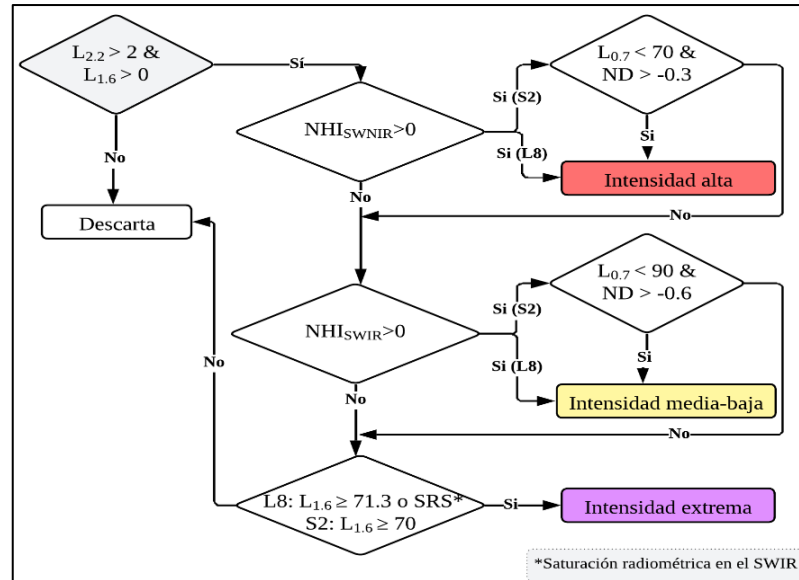 L2.2 > 2 &
L1.6 > 0
Sí
No
Descarta
NHISWNIR>0
Si (S2)
Si (L8)
No
L0.7 < 70 &
ND > -0.3
Si
No
Intensidad alta
NHISWIR>0
Si (S2)
Si (L8)
No
L0.7 < 90 &
ND > -0.6
Si
No
Intensidad media-baja
L8: L1.6 ≥ 71.3 o SRS*
S2: L1.6 ≥ 70
No
Si
Intensidad extrema
*Saturación radiométrica en el SWIR